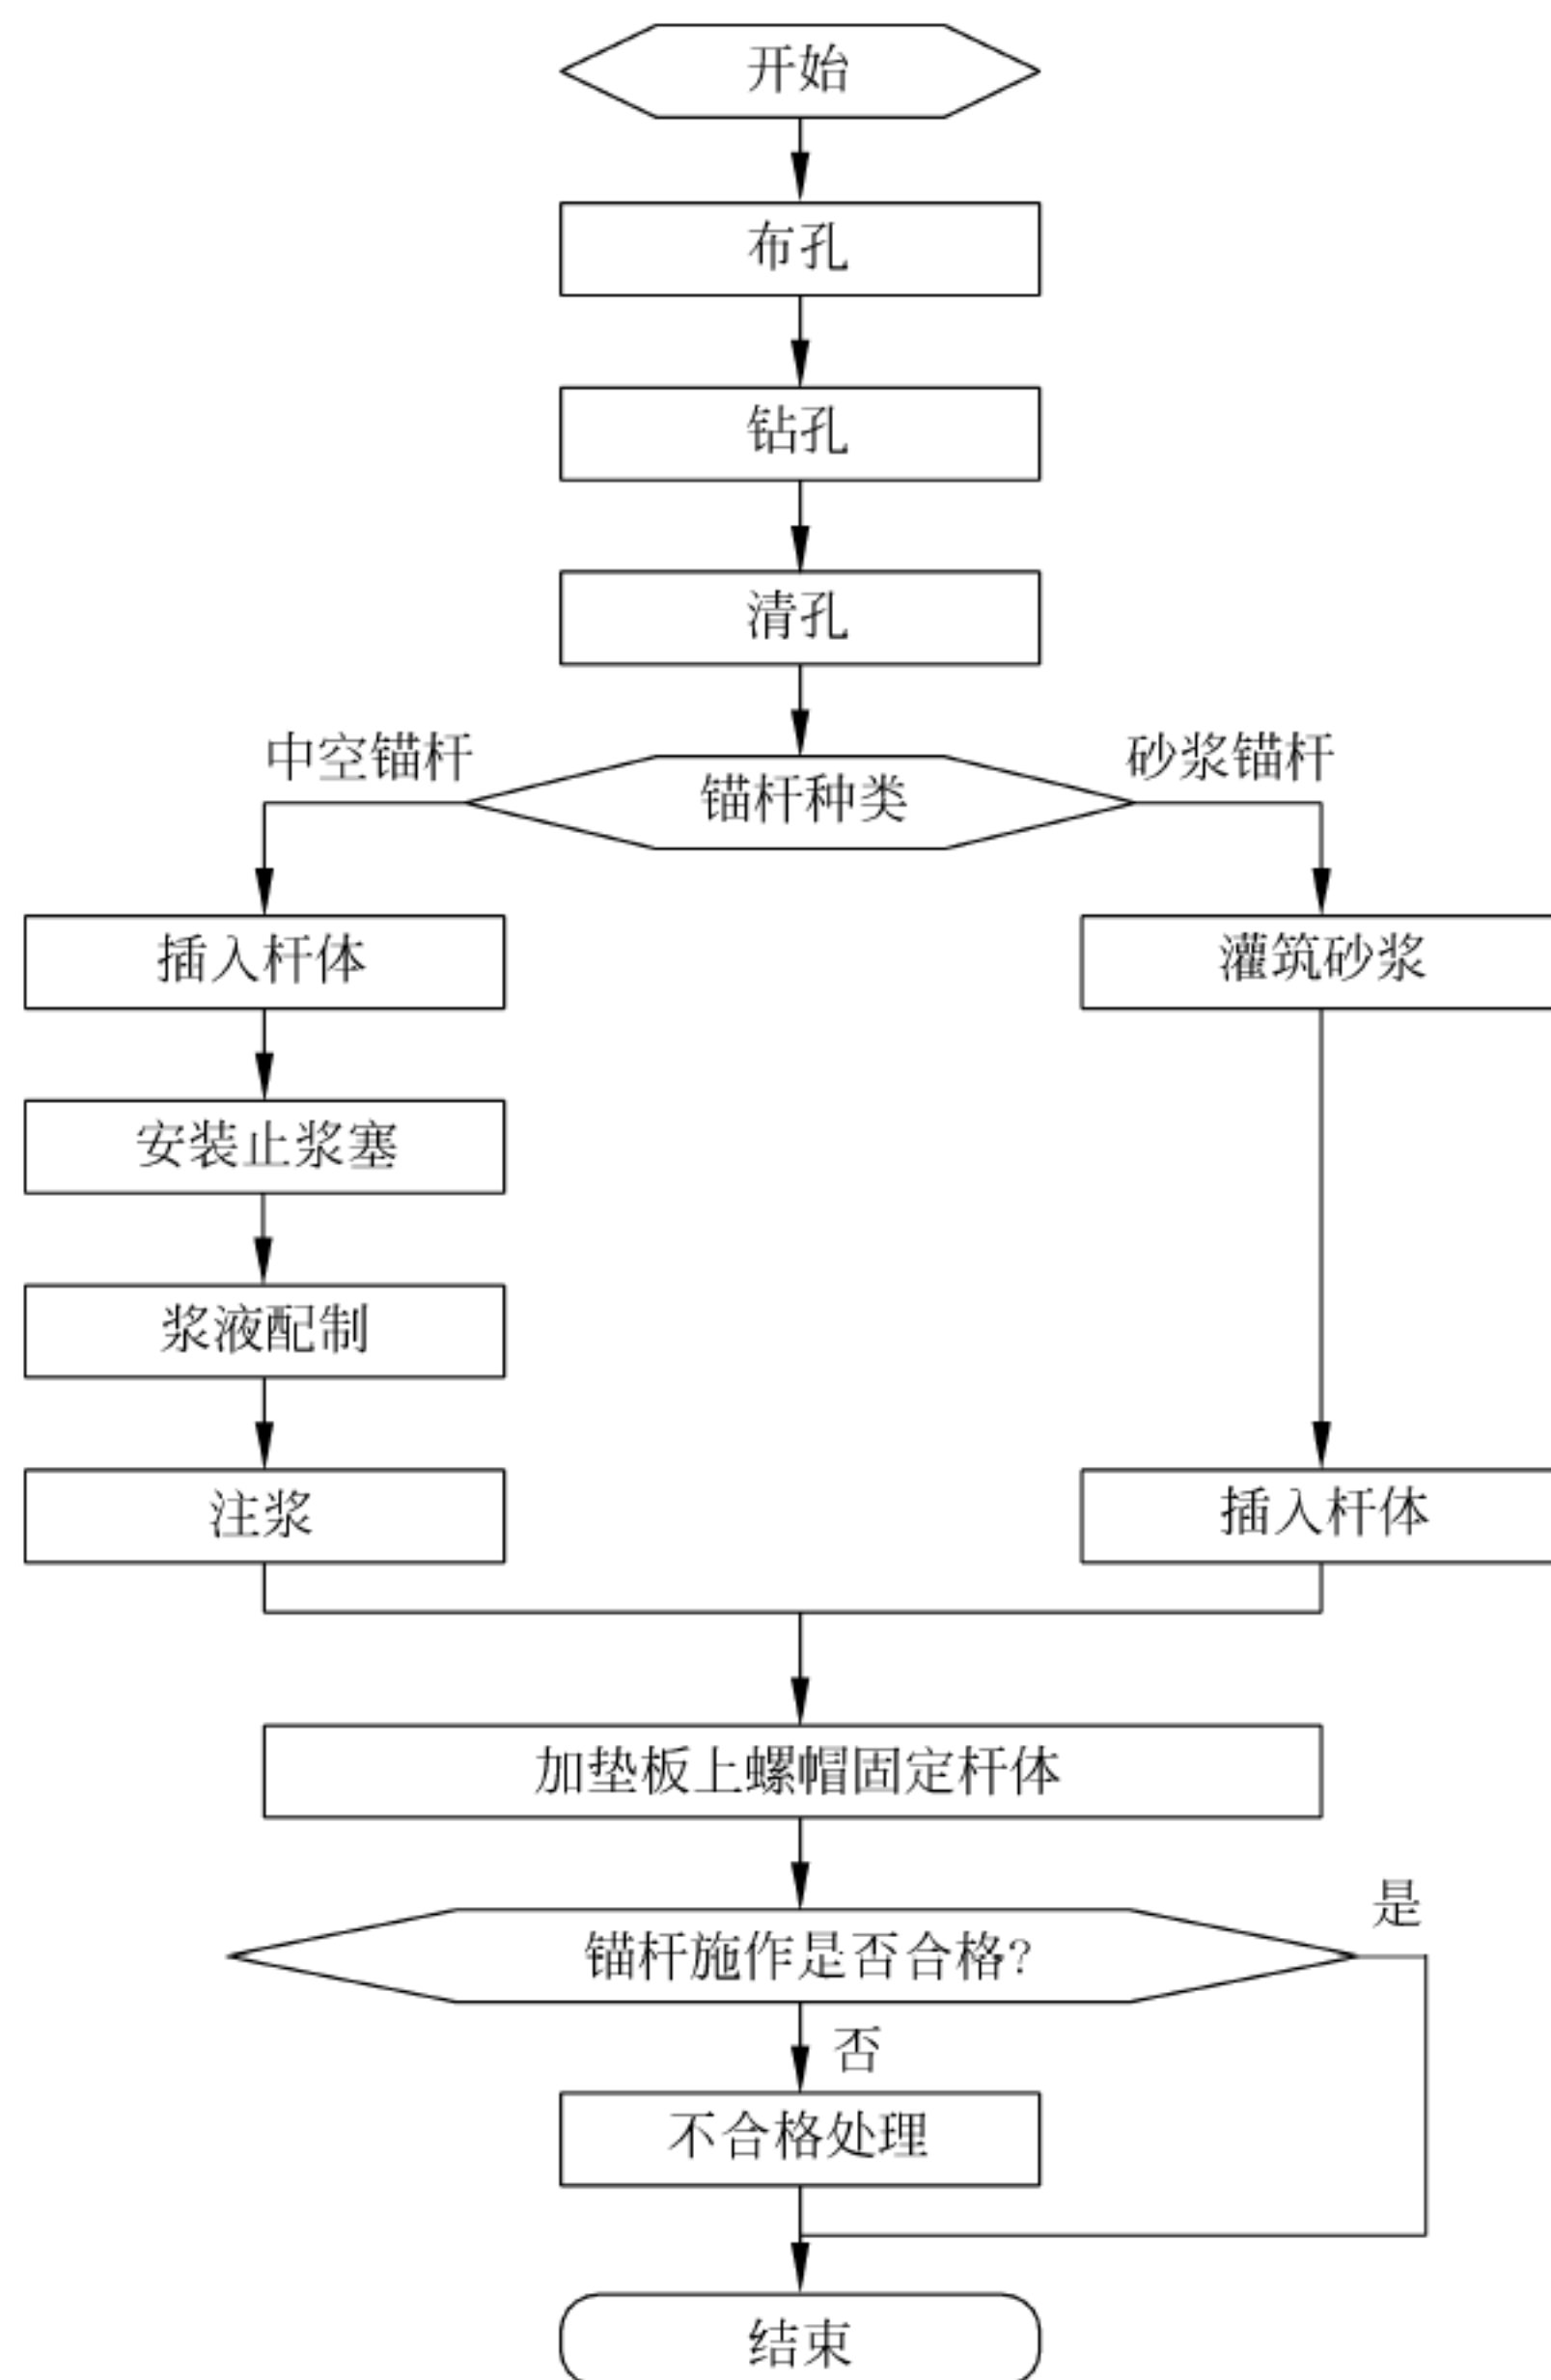 开始
布孔
钻孔
清孔
中空锚杆
锚杆种类
砂浆锚杆
插入杆体
灌筑砂浆
安装止浆塞
浆液配制
注浆
插入杆体
加垫板上螺帽固定杆体
锚杆施作是否合格?
是
否
不合格处理
结束